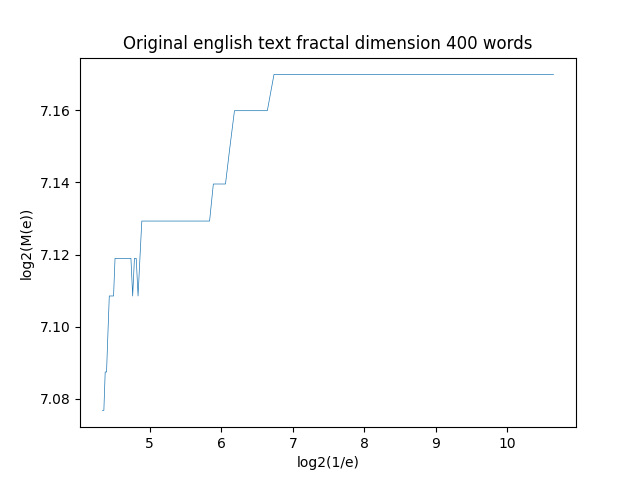 Original english text fractal dimension 400 words
7.16
7.14
7.12
7.10
7.08
log2(M(e))
5 6 7 8 9 10
log2(1/e)